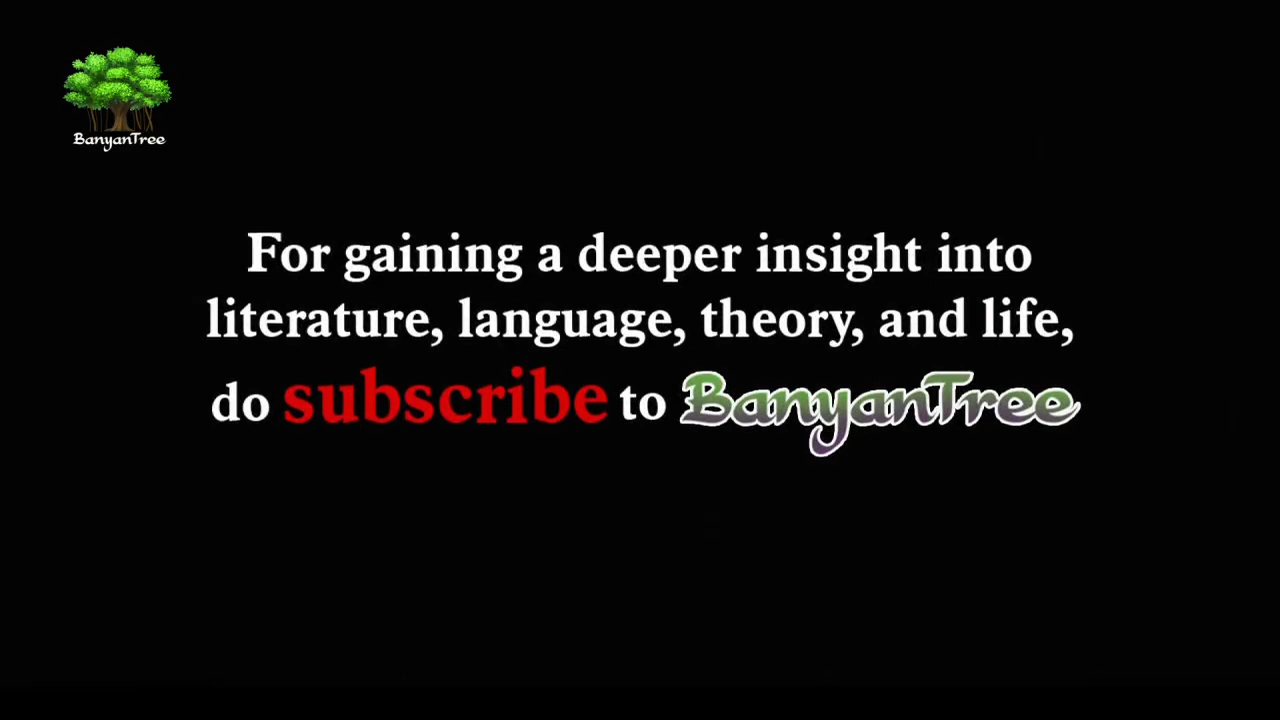 BanyanTree
For gaining a deeper insight into
literature, language, theory, and life,
do subscribe to BanyanTree